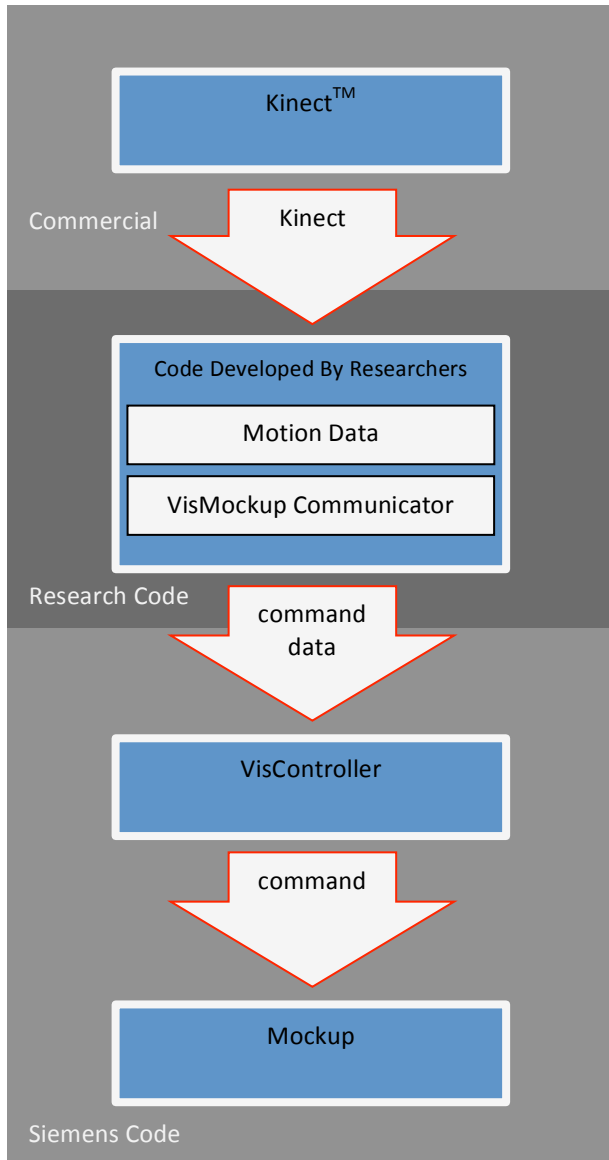 Kinect™
Commercial
Kinect
Code Developed By Researchers
Motion Data
VisMockup Communicator
Research Code
command
data
VisController
command
Mockup
Siemens Code